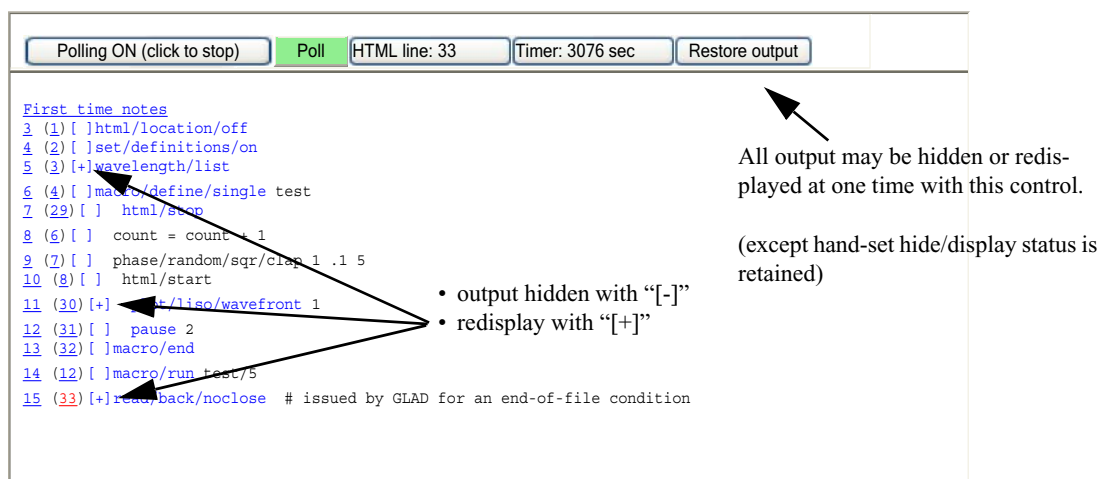 Polling ON (click to stop) Poll HTML line: 33 Timer: 3076 sec Restore output
First time notes
3 (1)[ ]html/location/off
4 (2)[ ]set/definitions/on
5 (3)[+]wavelength/list
6 (4)[ ]macro/define/single test
7 (29)[ ] html/stop
8 (6)[ ] count = count + 1
9 (7)[ ] phase/random/sqr/clap 1 .1 5
10 (8)[ ] html/start
11 (30)[+] plot/liso/wavefront 1
12 (31)[ ] pause 2
13 (32)[ ]macro/end
14 (12)[ ]macro/run test/5
15 (33)[+]read/back/noclose # issued by GLAD for an end-of-file condition
• output hidden with “[-]”
• redisplay with “[+]”
All output may be hidden or redis-
played at one time with this control.
(except hand-set hide/display status is
retained)